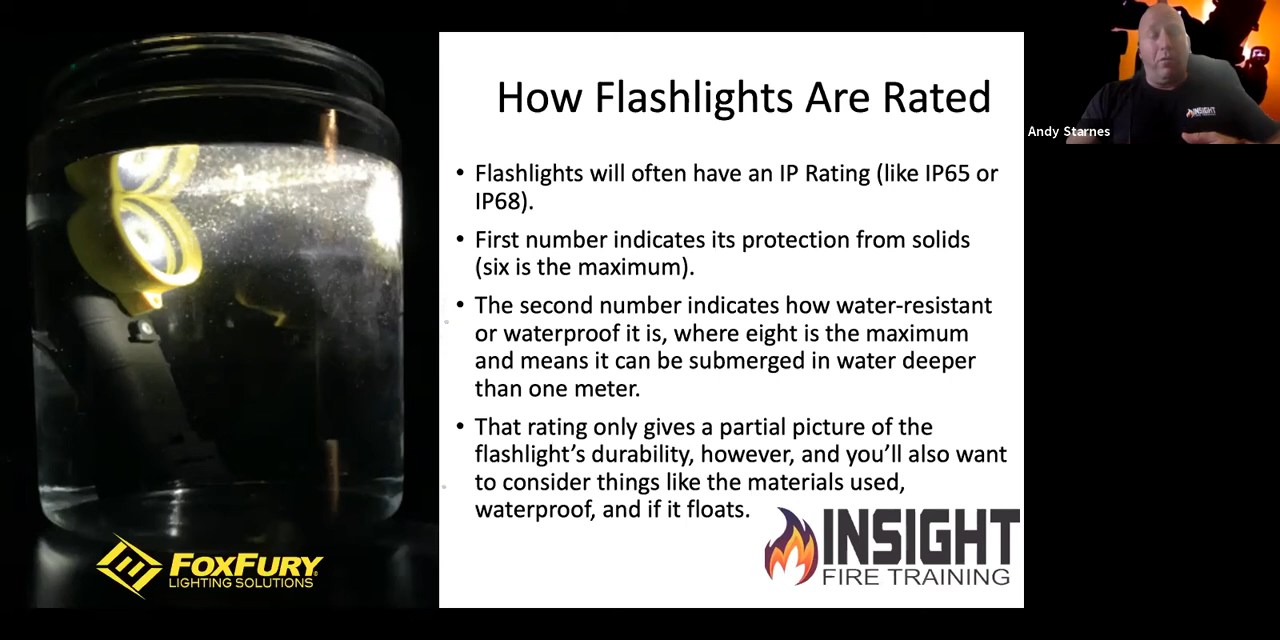 How Flashlights Are Rated
• Flashlights will often have an IP Rating (like IP65 or
IP68).
• First number indicates its protection from solids
(six is the maximum).
• The second number indicates how water-resistant
or waterproof it is, where eight is the maximum
and means it can be submerged in water deeper
than one meter.
• That rating only gives a partial picture of the
flashlight's durability, however, and you'll also want
to consider things like the materials used,
waterproof, and if it floats.
INSIGHT
FIRE TRAINING
FOXFURY
LIGHTING SOLUTIONS
INSIGHT
Andy Starnes